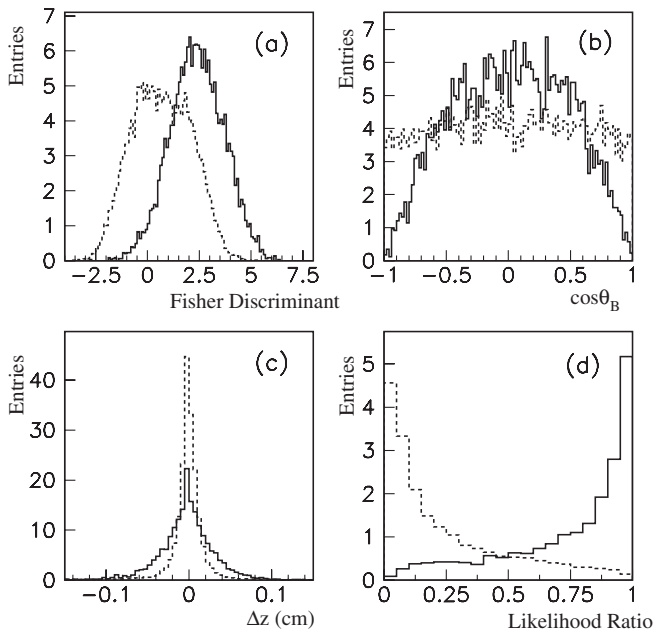 Entries
7
6
5
4
3
2
1
0
(a)
−2.5 0 2.5 5 7.5
Fisher Discriminant
Entries
7
6
5
4
3
2
1
0
(b)
−1 −0.5 0 0.5 1
cosθB
Entries
40
30
20
10
0
(c)
−0.1 0 0.1
Δz (cm)
Entries
5
4
3
2
1
0
(d)
0 0.25 0.5 0.75 1
Likelihood Ratio